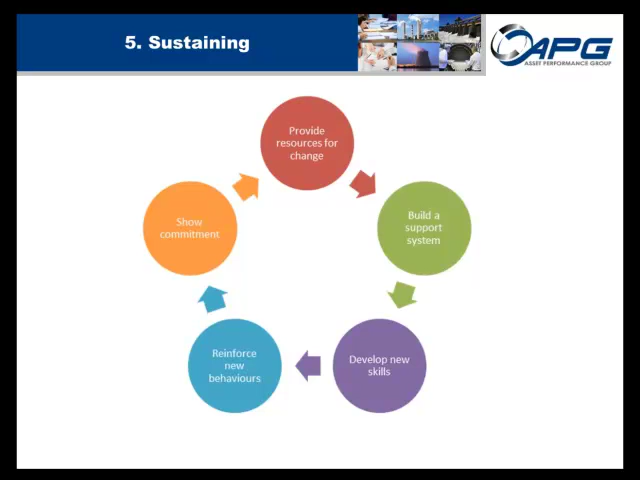 5. Sustaining
APG
ASSET PERFORMANCE GROUP
Provide
resources for
change
Build a
support
system
Develop new
skills
Reinforce
new
behaviours
Show
commitment